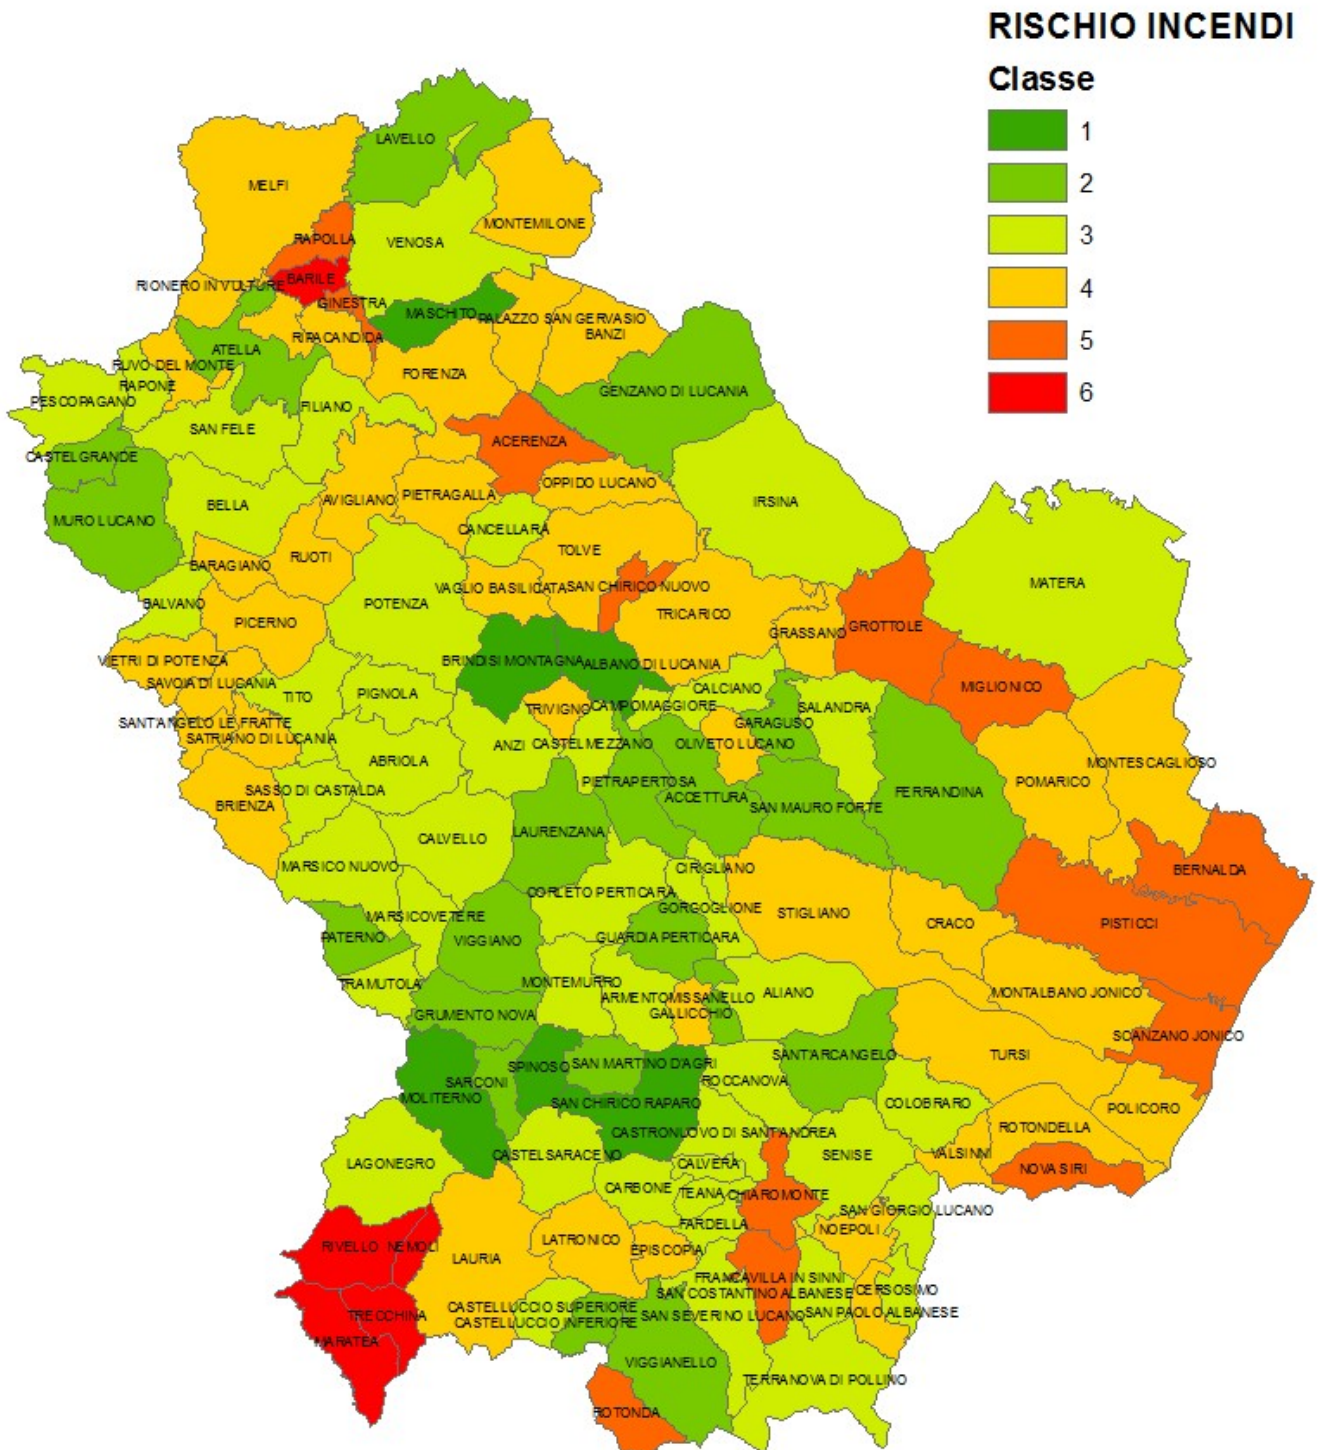 RISCHIO INCENDI
Classe
1
2
3
4
5
6
LAVELLO
MELFI
MONTEMILONE
RAPOLLA
VENOSA
BARILE
RIONERO IN VULTURE
GINESTRA
MASCHITO
PALAZZO SAN GERVASIO
BANZI
RIPACANDIDA
ATELLA
RUVO DEL MONTE
FORENZA
RAPONE
GENZANO DI LUCANIA
PESCOPAGANO
FILIANO
SAN FELE
ACERENZA
CASTELGRANDE
OPPIDO LUCANO
PIETRAGALLA
AVIGLIANO
IRSINA
BELLA
MURO LUCANO
CANCELLARA
TOLVE
RUOTI
BARAGIANO
MATERA
VAGLIO BASILICATA
SAN CHIRICO NUOVO
BALVANO
POTENZA
TRICARICO
PICERNO
GRASSANO
GROTTOLE
VIETRI DI POTENZA
BRINDISI MONTAGNA
ALBANO DI LUCANIA
SAVOIA DI LUCANIA
TITO
PIGNOLA
CALCIANO
MIGLIONICO
TRIVIGNO
CAMPOMAGGIORE
SALANDRA
SANT'ANGELO LE FRATTE
GARAGUSO
SATRIANO DI LUCANIA
ANZI
CASTELMEZZANO
OLIVETO LUCANO
ABRIOLA
MONTESCAGLIOSO
PIETRAPERTOSA
POMARICO
SASSO DI CASTALDA
ACCETTURA
FERRANDINA
BRIENZA
SAN MAURO FORTE
LAURENZANA
CALVELLO
MARSICO NUOVO
CIRIGLIANO
BERNALDA
CORLETO PERTICARA
GORGOGLIONE
STIGLIANO
MARSICOVETERE
CRACO
PISTICCI
PATERNO
VIGGIANO
GUARDIA PERTICARA
TRAMUTOLA
MONTEMURRO
ALIANO
MONTALBANO JONICO
ARMENTO
MISSANELLO
GALLICCHIO
GRUMENTO NOVA
SCANZANO JONICO
SANT'ARCANGELO
TURSI
SPINOSO
SAN MARTINO D'AGRI
SARCONI
ROCCANOVA
MOLITERNO
SAN CHIRICO RAPARO
COLOBRARO
POLICORO
ROTONDELLA
CASTRONUOVO DI SANT'ANDREA
CASTELSARACENO
SENISE
VALSINNI
LAGONEGRO
CALVERA
NOVA SIRI
CARBONE
TEANA
CHIAROMONTE
SAN GIORGIO LUCANO
FARDELLA
NOEPOLI
RIVELLO
NEMOLI
LATRONICO
EPISCOPIA
LAURIA
FRANCAVILLA IN SINNI
SAN COSTANTINO ALBANESE
CERSOSIMO
CASTELLUCCIO SUPERIORE
TRECCHINA
CASTELLUCCIO INFERIORE
SAN SEVERINO LUCANO
SAN PAOLO ALBANESE
MARATEA
VIGGIANELLO
TERRANOVA DI POLLINO
ROTONDA